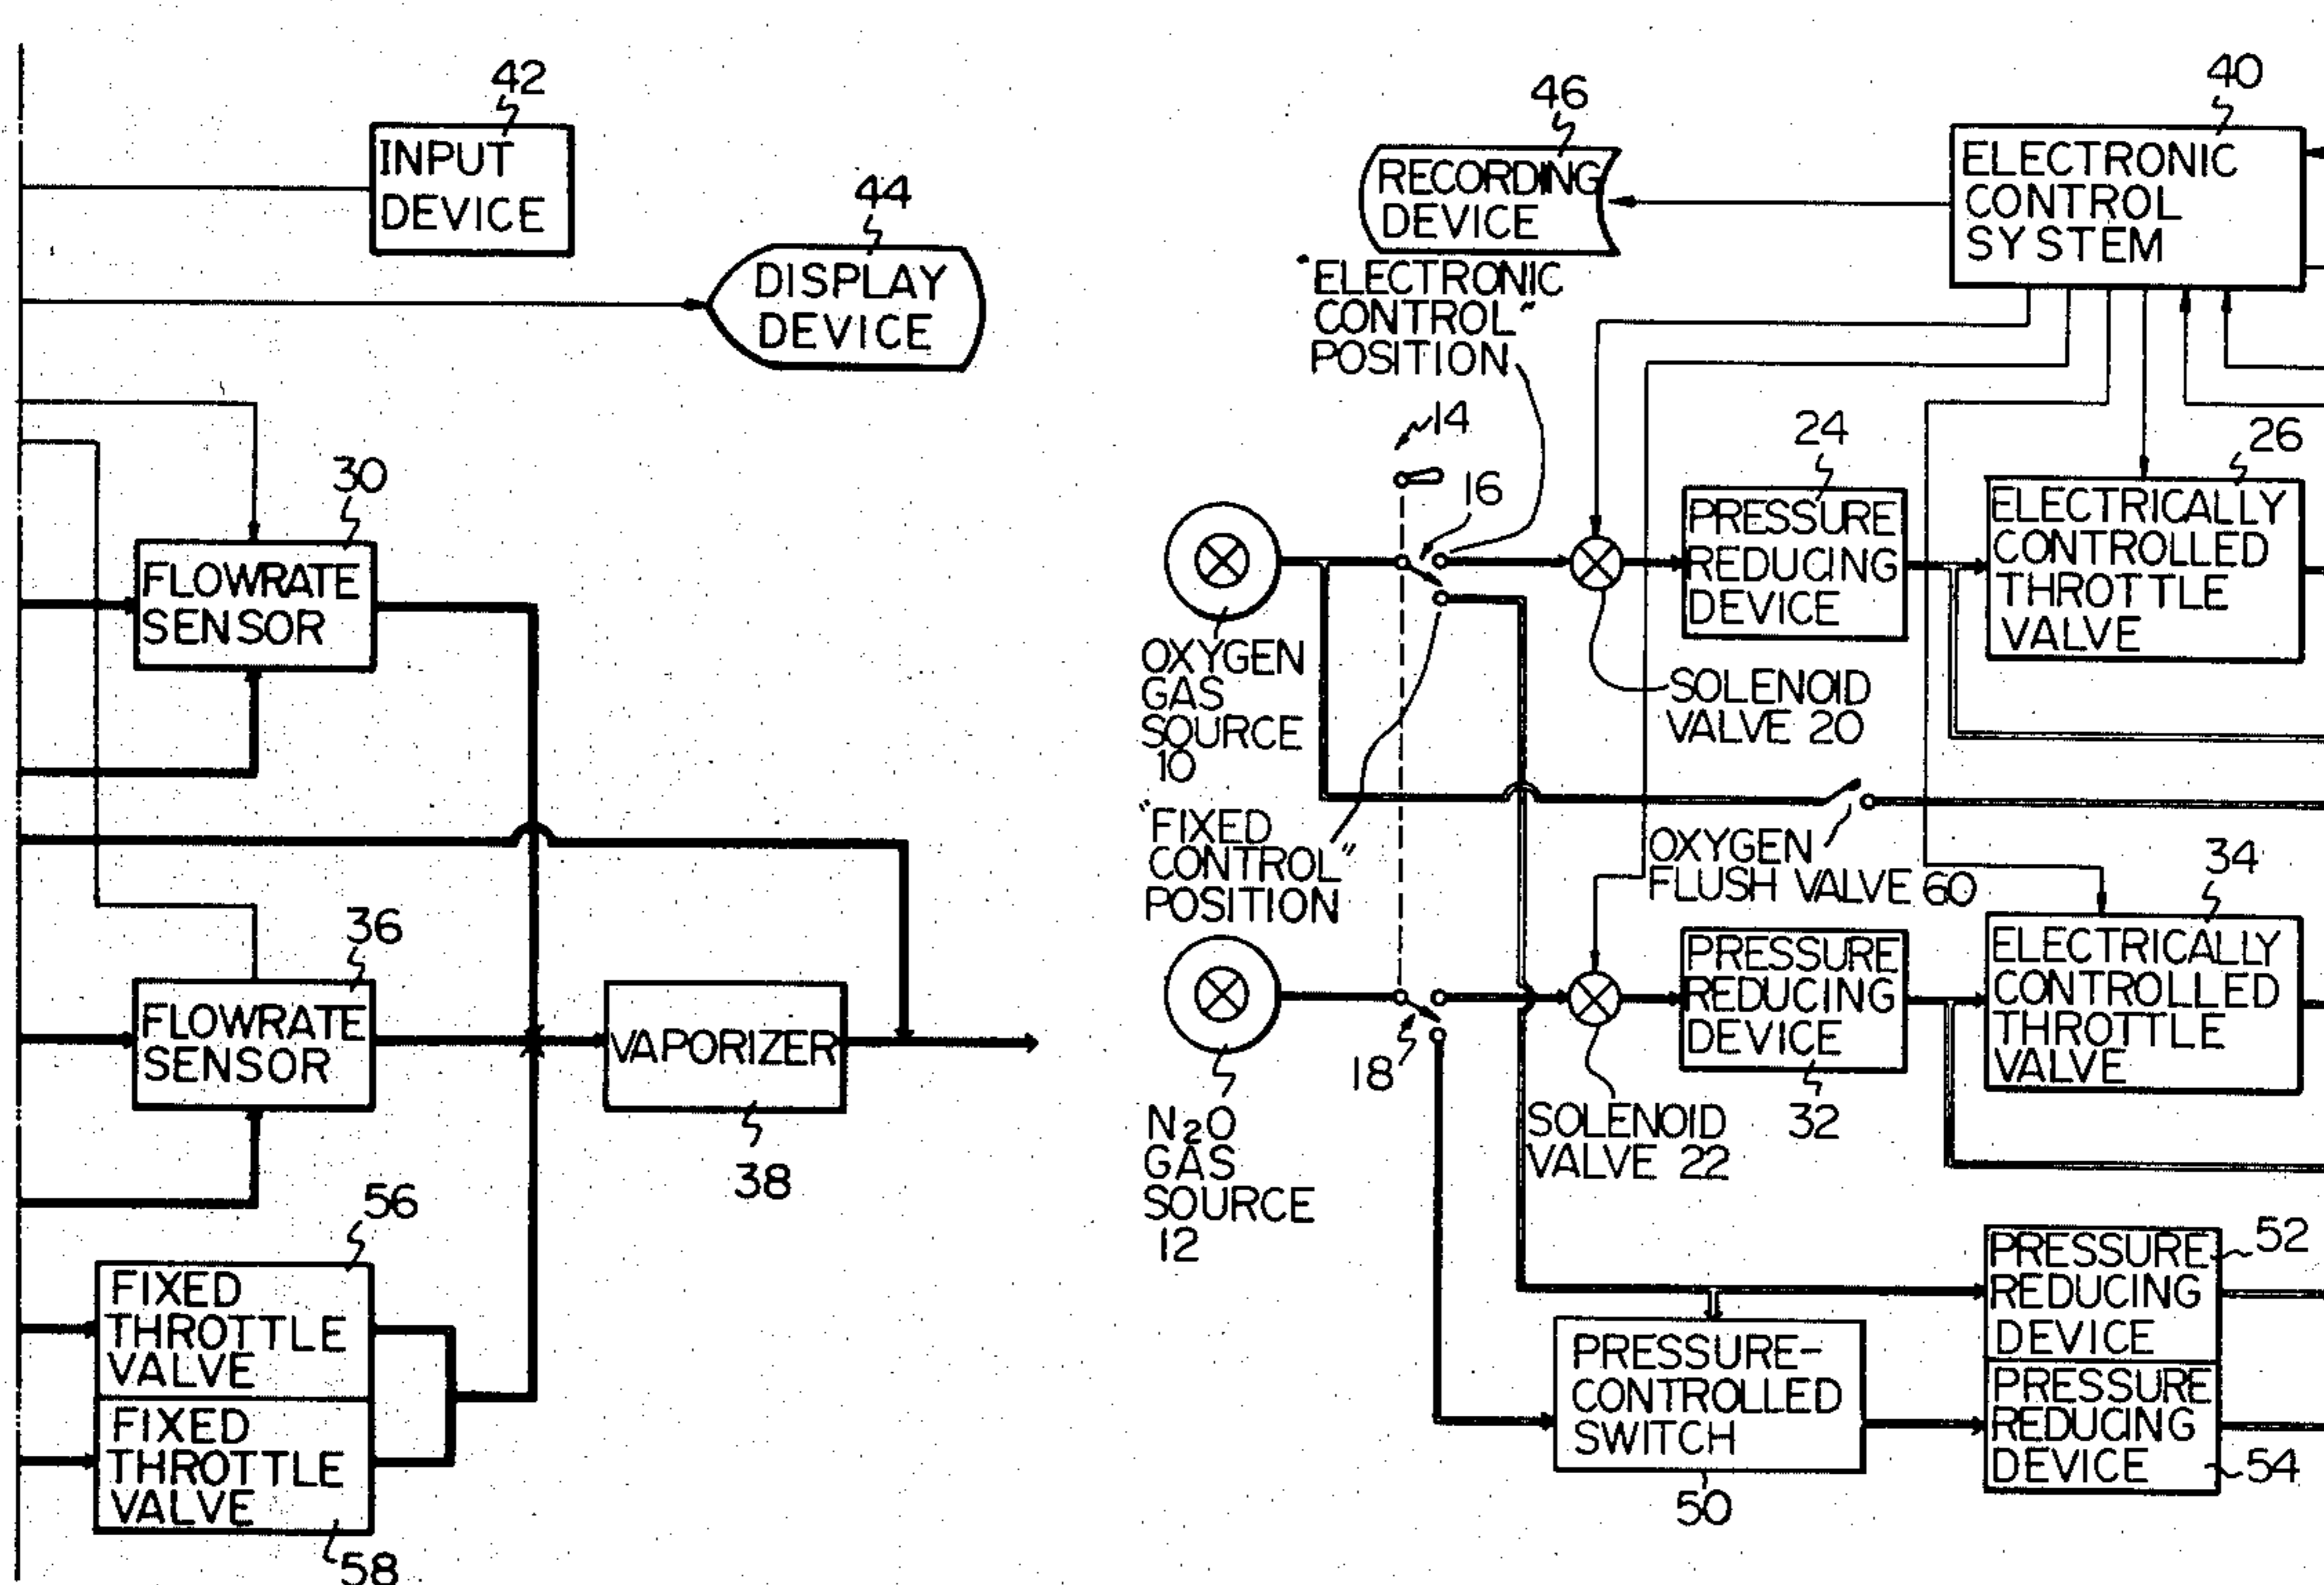 42
INPUT
DEVICE
44
DISPLAY
DEVICE
30
FLOWRATE
SENSOR
36
FLOWRATE
SENSOR
VAPORIZER
38
56
FIXED
THROTTLE
VALVE
FIXED
THROTTLE
VALVE
58
46
RECORDING
DEVICE
40
ELECTRONIC
CONTROL
SYSTEM
"ELECTRONIC
CONTROL"
POSITION
14
16
24
PRESSURE
REDUCING
DEVICE
26
ELECTRICALLY
CONTROLLED
THROTTLE
VALVE
OXYGEN
GAS
SOURCE
10
SOLENOID
VALVE 20
"FIXED
CONTROL"
POSITION
OXYGEN
FLUSH VALVE 60
34
ELECTRICALLY
CONTROLLED
THROTTLE
VALVE
PRESSURE
REDUCING
DEVICE
32
18
N2O
GAS
SOURCE
12
SOLENOID
VALVE 22
52
PRESSURE
REDUCING
DEVICE
PRESSURE-
CONTROLLED
SWITCH
50
PRESSURE
REDUCING
DEVICE
54